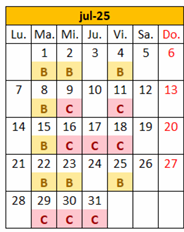 jul-25
Lu. Ma. Mi. Ju. Vi. Sa. Do.
1 2 3 4 5 6
B B B
7 8 9 10 11 12 13
B C C
14 15 16 17 18 19 20
B C C C
21 22 23 24 25 26 27
B B B
28 29 30 31
C C C